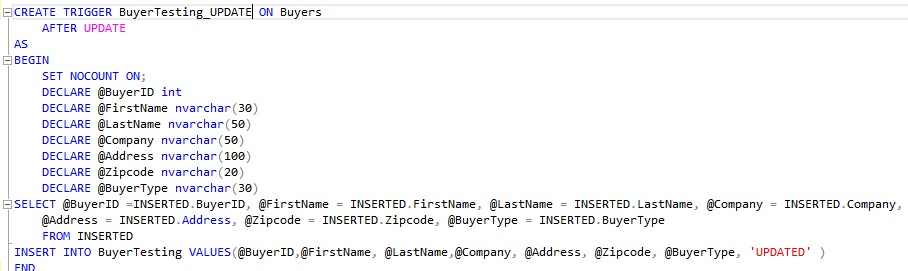 CREATE TRIGGER BuyerTesting_UPDATE ON Buyers
AFTER UPDATE
AS
BEGIN
SET NOCOUNT ON;
DECLARE @BuyerID int
DECLARE @FirstName nvarchar(30)
DECLARE @LastName nvarchar(50)
DECLARE @Company nvarchar(50)
DECLARE @Address nvarchar(100)
DECLARE @Zipcode nvarchar(20)
DECLARE @BuyerType nvarchar(30)
SELECT @BuyerID =INSERTED.BuyerID, @FirstName = INSERTED.FirstName, @LastName = INSERTED.LastName, @Company = INSERTED.Company,
@Address = INSERTED.Address, @Zipcode = INSERTED.Zipcode, @BuyerType = INSERTED.BuyerType
FROM INSERTED
INSERT INTO BuyerTesting VALUES(@BuyerID,@FirstName, @LastName,@Company, @Address, @Zipcode, @BuyerType, 'UPDATED' )
END